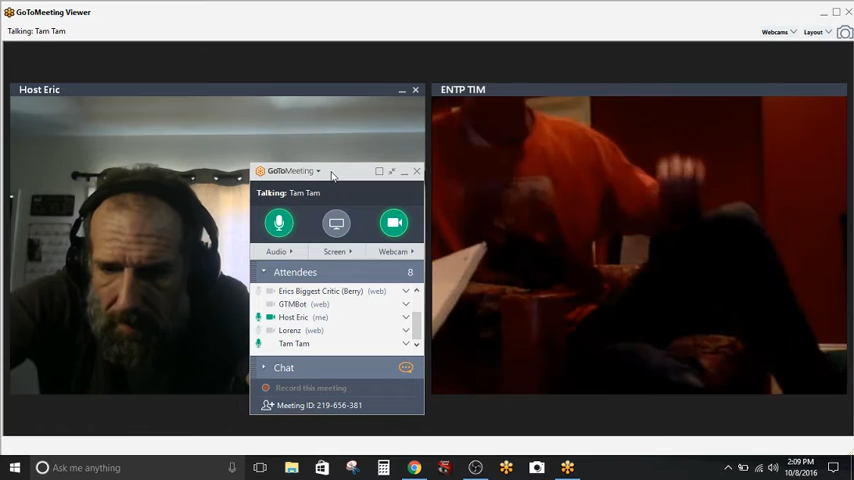 GoToMeeting Viewer
Talking: Tam Tam
Webcams
Layout
Host Eric
ENTP TIM
GoToMeeting
Talking: Tam Tam
Audio
Screen
Webcam
Attendees 8
Erics Biggest Critic (Berry) (web)
GTMBot (web)
Host Eric (me)
Lorenz (web)
Tam Tam
Chat
Record this meeting
Meeting ID: 219-656-381
Ask me anything
2:09 PM
10/8/2016